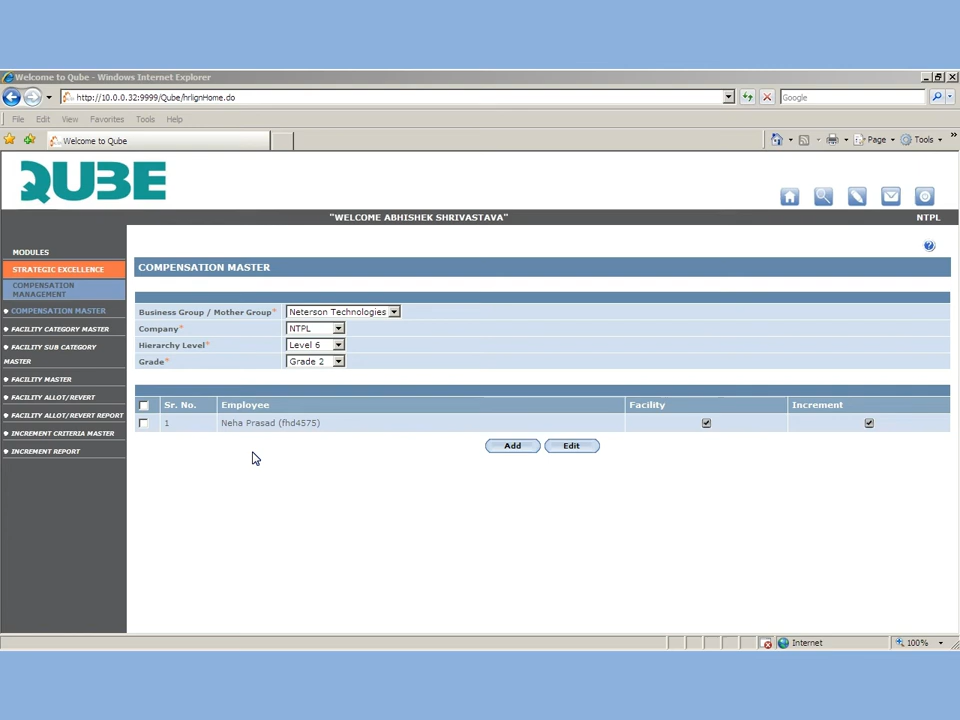 Welcome to Qube - Windows Internet Explorer
http://10.0.0.32:9999/Qube/hrlignHome.do
Google
File Edit View Favorites Tools Help
Welcome to Qube
Page Tools
QUBE
"WELCOME ABHISHEK SHRIVASTAVA"
NTPL
MODULES
STRATEGIC EXCELLENCE
COMPENSATION
MANAGEMENT
COMPENSATION MASTER
FACILITY CATEGORY MASTER
FACILITY SUB CATEGORY
MASTER
FACILITY MASTER
FACILITY ALLOT/REVERT
FACILITY ALLOT/REVERT REPORT
INCREMENT CRITERIA MASTER
INCREMENT REPORT
COMPENSATION MASTER
Business Group / Mother Group* Neterson Technologies
Company* NTPL
Hierarchy Level* Level 6
Grade* Grade 2
Sr. No. Employee Facility Increment
1 Neha Prasad (fhd4575)
Add Edit
Internet 100%